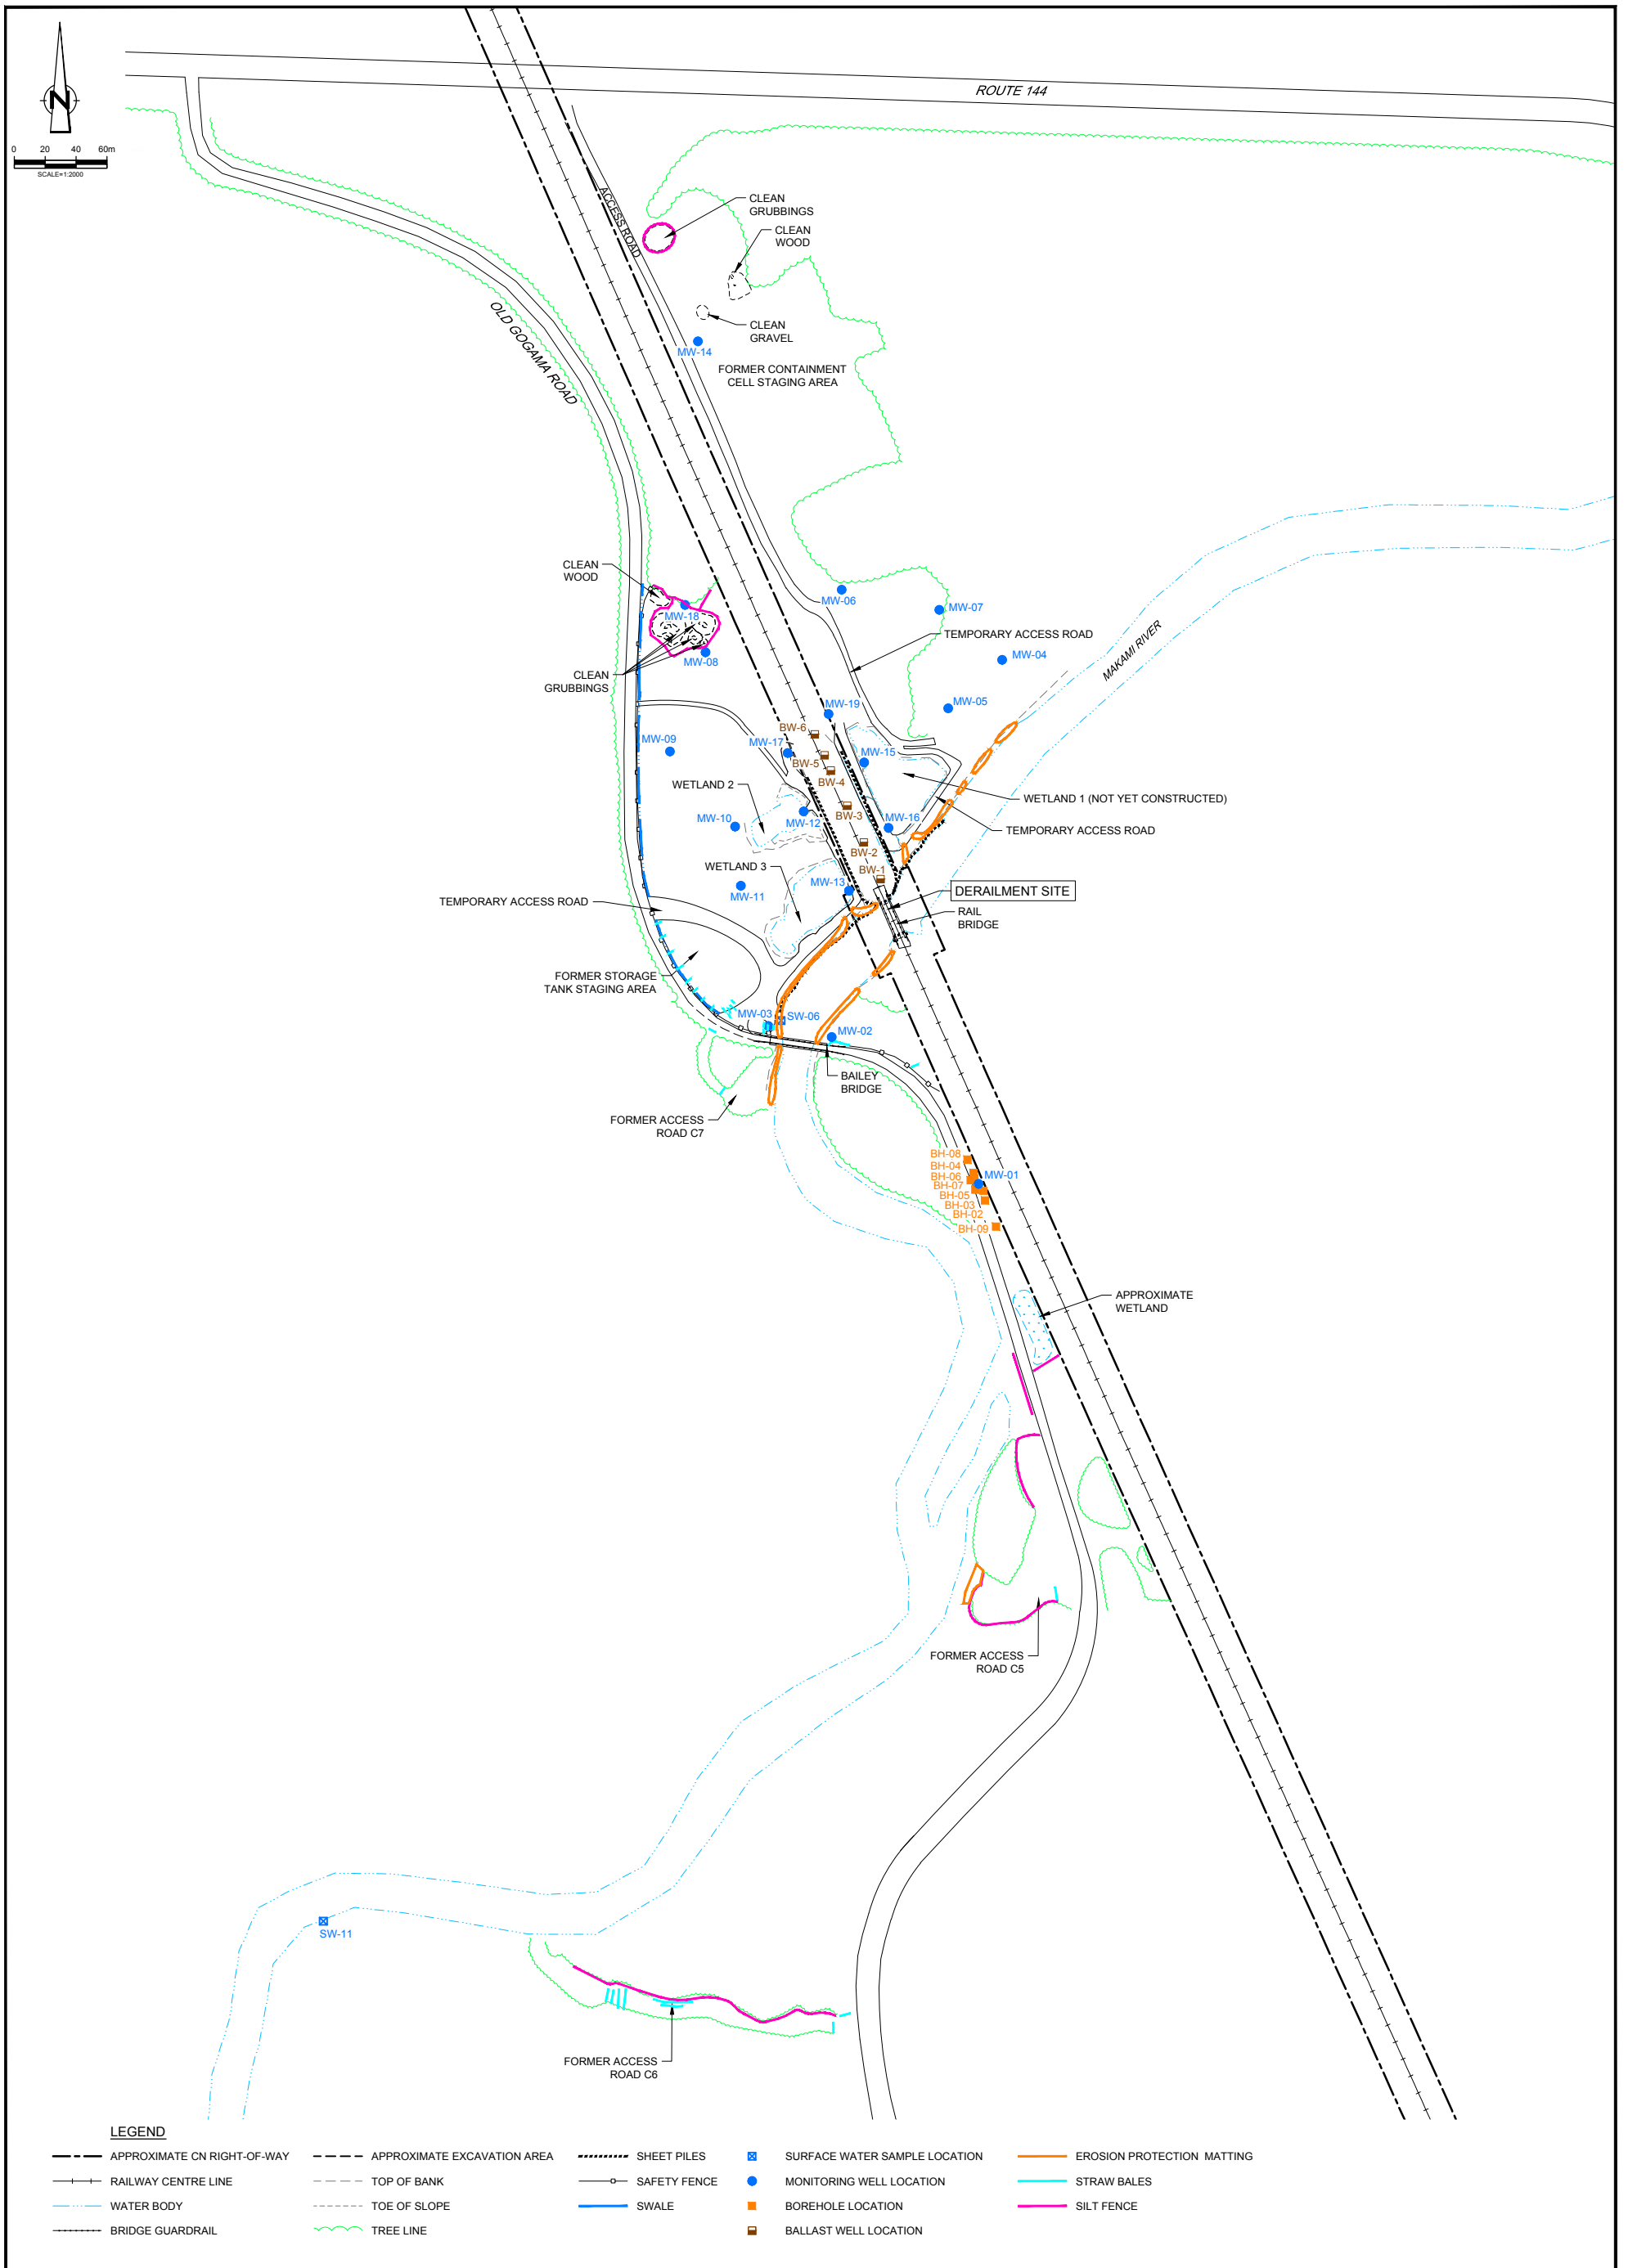 ROUTE 144
N
0 20 40 60m
SCALE=1:2000
ACCESS ROAD
CLEAN
GRUBBINGS
CLEAN
WOOD
CLEAN
GRAVEL
MW-14
FORMER CONTAINMENT
CELL STAGING AREA
OLD GOGAMA ROAD
CLEAN
WOOD
MW-18
MW-06
MW-07
TEMPORARY ACCESS ROAD
MAKAMI RIVER
MW-08
MW-04
CLEAN
GRUBBINGS
MW-05
MW-19
BW-6
MW-17
MW-09
BW-5
MW-15
BW-4
WETLAND 2
WETLAND 1 (NOT YET CONSTRUCTED)
BW-3
MW-12
MW-10
MW-16
TEMPORARY ACCESS ROAD
BW-2
WETLAND 3
BW-1
MW-11
MW-13
DERAILMENT SITE
TEMPORARY ACCESS ROAD
RAIL
BRIDGE
FORMER STORAGE
TANK STAGING AREA
MW-03
SW-06
MW-02
BAILEY
BRIDGE
FORMER ACCESS
ROAD C7
BH-08
BH-04
BH-06
MW-01
BH-07
BH-05
BH-03
BH-02
BH-09
APPROXIMATE
WETLAND
FORMER ACCESS
ROAD C5
SW-11
FORMER ACCESS
ROAD C6
LEGEND
APPROXIMATE CN RIGHT-OF-WAY
RAILWAY CENTRE LINE
WATER BODY
BRIDGE GUARDRAIL
APPROXIMATE EXCAVATION AREA
TOP OF BANK
TOE OF SLOPE
TREE LINE
SHEET PILES
SAFETY FENCE
SWALE
SURFACE WATER SAMPLE LOCATION
MONITORING WELL LOCATION
BOREHOLE LOCATION
BALLAST WELL LOCATION
EROSION PROTECTION MATTING
STRAW BALES
SILT FENCE